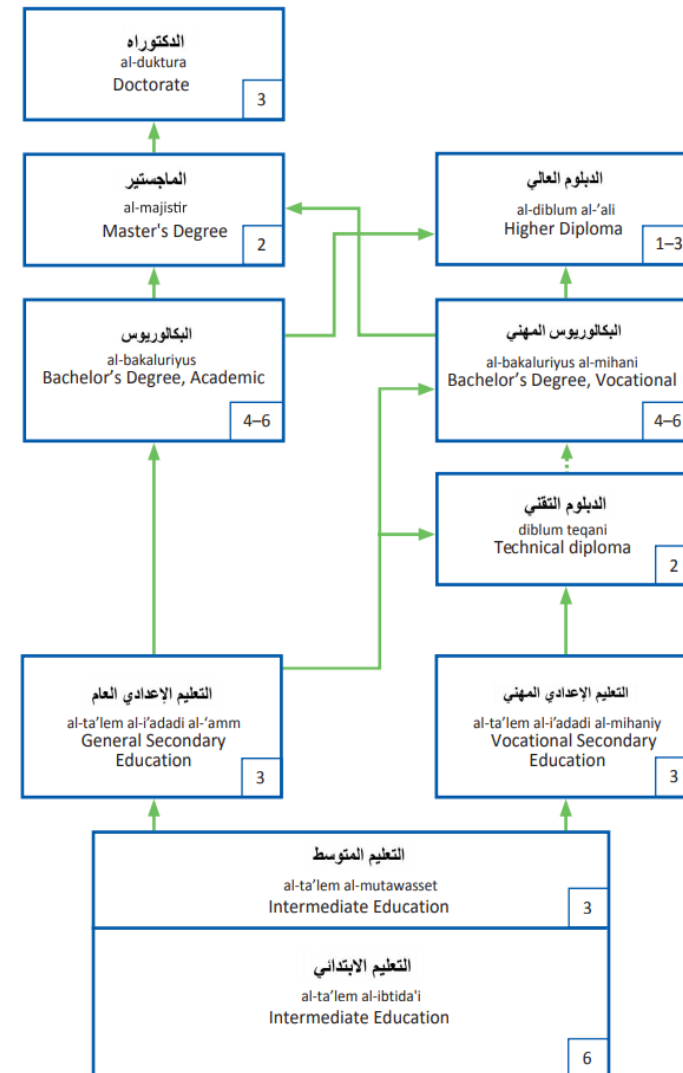 الدكتوراه
al-duktura
Doctorate
3
الماجستير
al-majistir
Master's Degree
2
الدبلوم العالي
al-diblum al-’ali
Higher Diploma
1–3
البكالوريوس
al-bakaluriyus
Bachelor’s Degree, Academic
4–6
البكالوريوس المهني
al-bakaluriyus al-mihani
Bachelor’s Degree, Vocational
4–6
الدبلوم التقني
diblum teqani
Technical diploma
2
التعليم الإعدادي العام
al-ta’lem al-i’adadi al-‘amm
General Secondary
Education
3
التعليم الإعدادي المهني
al-ta’lem al-i’adadi al-mihaniy
Vocational Secondary
Education
3
التعليم المتوسط
al-ta’lem al-mutawasset
Intermediate Education
3
التعليم الابتدائي
al-ta’lem al-ibtida'i
Intermediate Education
6